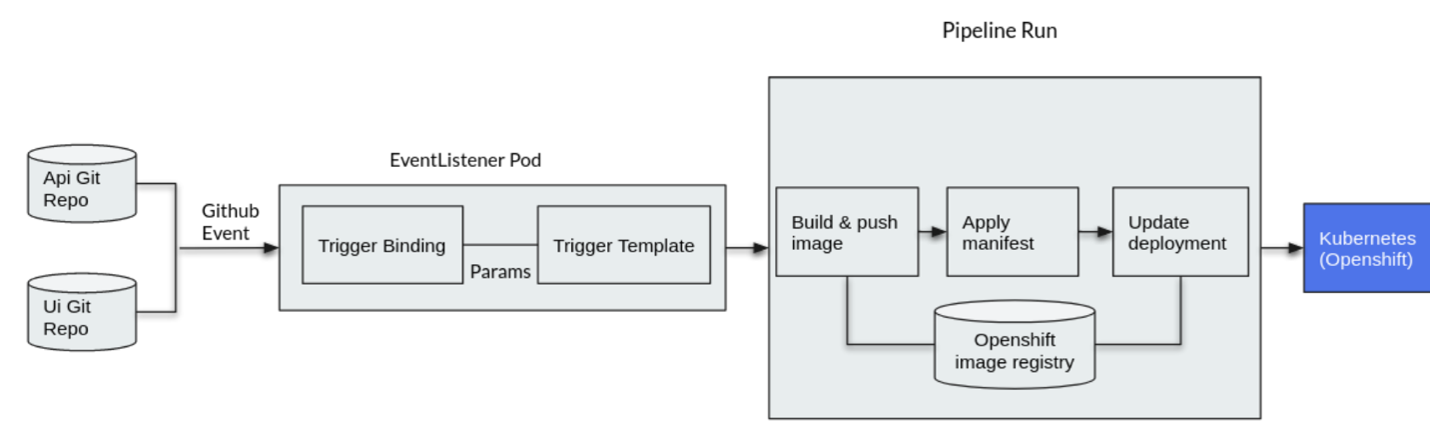 Pipeline Run
Api Git
Repo
Ui Git
Repo
Github
Event
EventListener Pod
Trigger Binding
Params
Trigger Template
Build & push
image
Apply
manifest
Update
deployment
Openshift
image registry
Kubernetes
(Openshift)